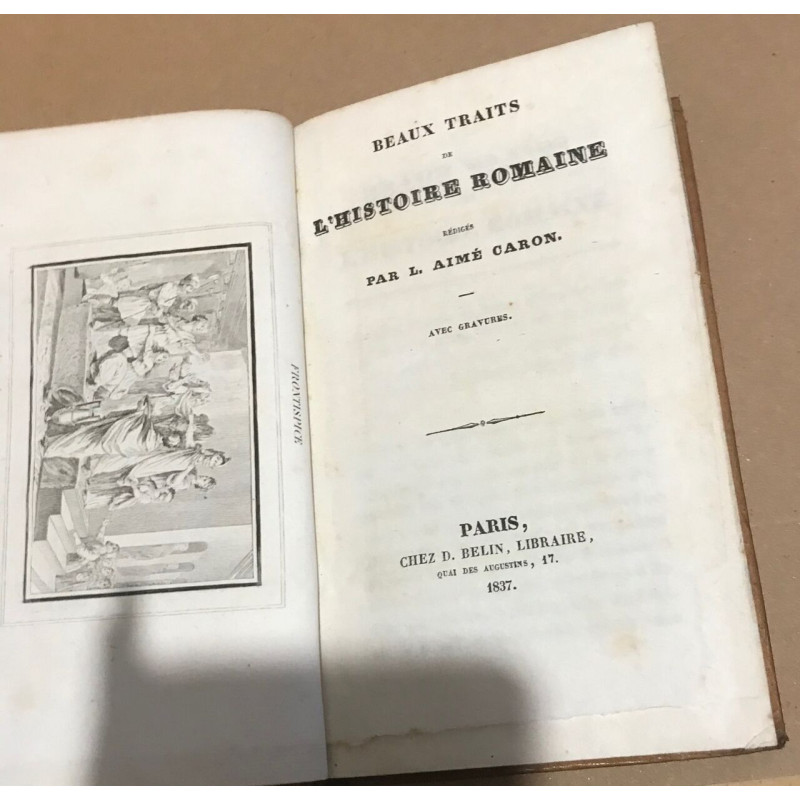 FRONTISPICE
BEAUX TRAITS
DE
L'HISTOIRE ROMAINE
RÉDIGÉS
PAR L. AIMÉ CARON.
AVEC GRAVURES.
PARIS,
CHEZ D. BELIN, LIBRAIRE,
QUAI DES AUGUSTINS, 17.
1837.